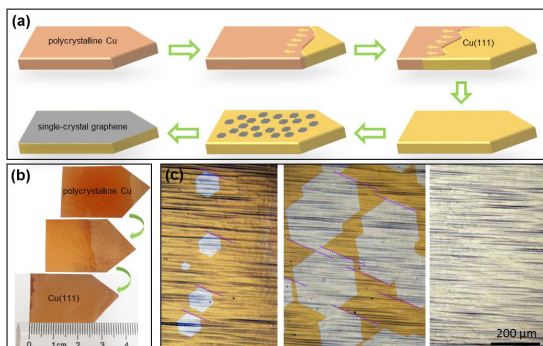 (a)
polycrystalline Cu
Cu(111)
single-crystal graphene
(b)
polycrystalline Cu
Cu(111)
0 1cm 2 3 4
(c)
200 μm